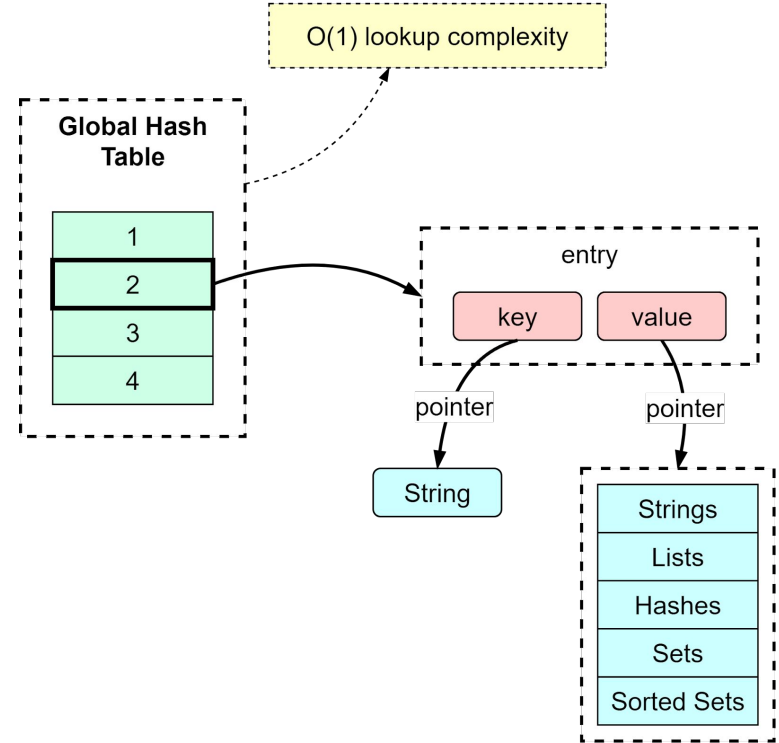 O(1) lookup complexity
Global Hash
Table
1
2
3
4
entry
key
value
pointer
pointer
String
Strings
Lists
Hashes
Sets
Sorted Sets